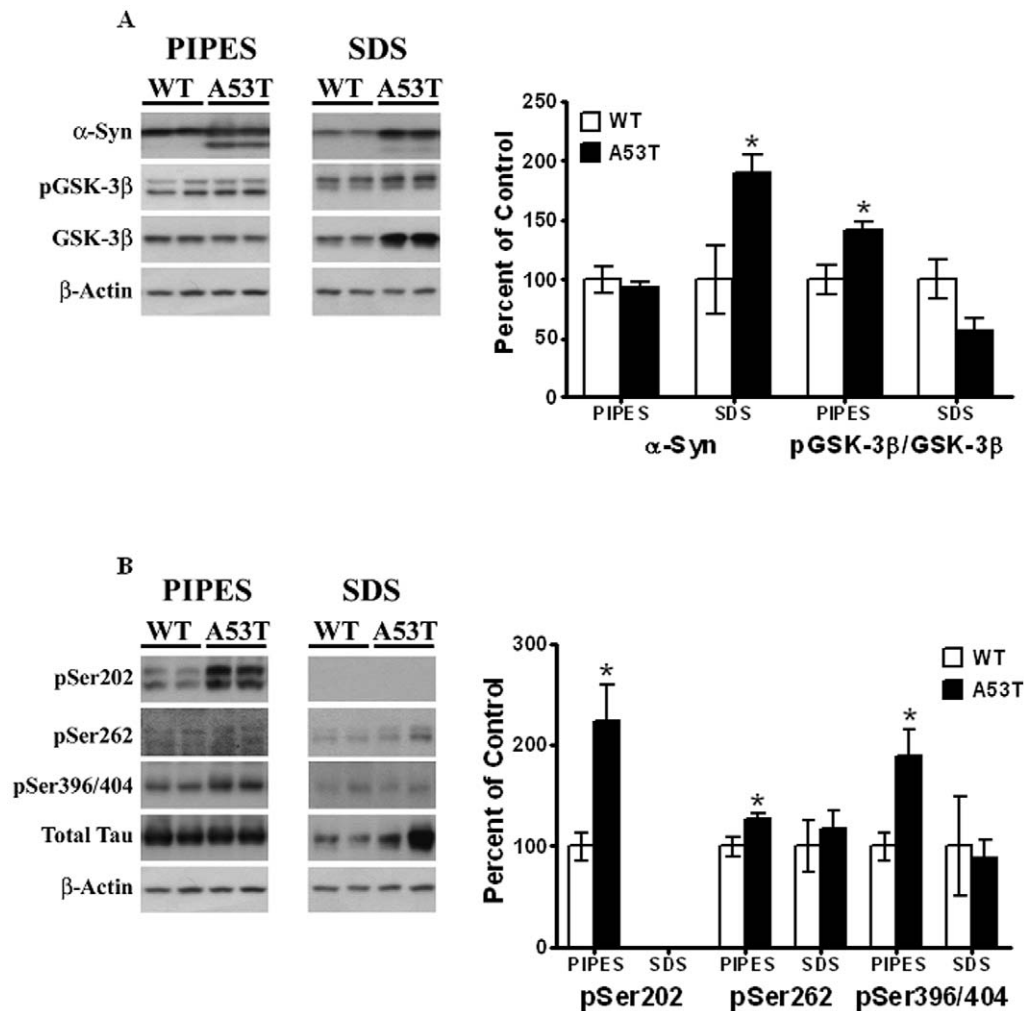 A
PIPES SDS
WT A53T WT A53T
α-Syn
pGSK-3β
GSK-3β
β-Actin
Percent of Control
250
200
150
100
50
0
WT
A53T
*
*
PIPES SDS PIPES SDS
α-Syn pGSK-3β/GSK-3β
B
PIPES SDS
WT A53T WT A53T
pSer202
pSer262
pSer396/404
Total Tau
β-Actin
Percent of Control
300
200
100
0
WT
A53T
*
*
*
PIPES SDS PIPES SDS PIPES SDS
pSer202 pSer262 pSer396/404